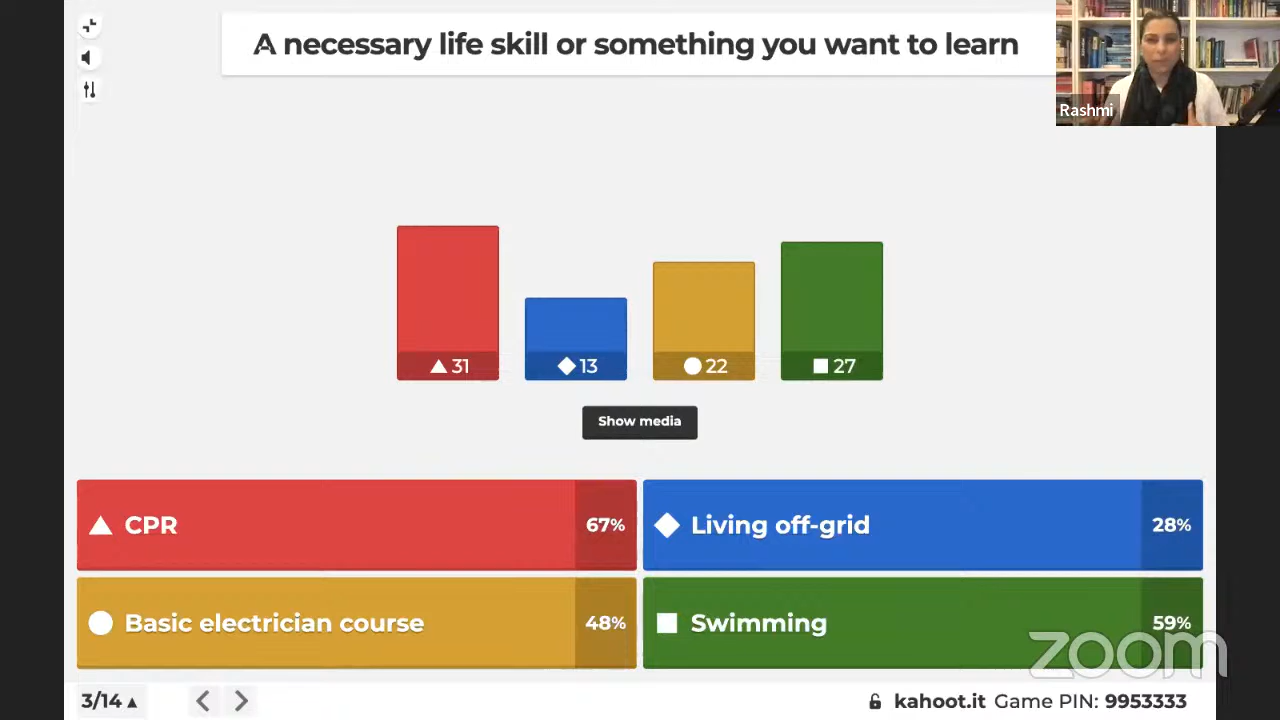 A necessary life skill or something you want to learn
Rashmi
31
13
22
27
Show media
CPR
67%
Living off-grid
28%
Basic electrician course
48%
Swimming
59%
zoom
3/14
kahoot.it Game PIN: 9953333